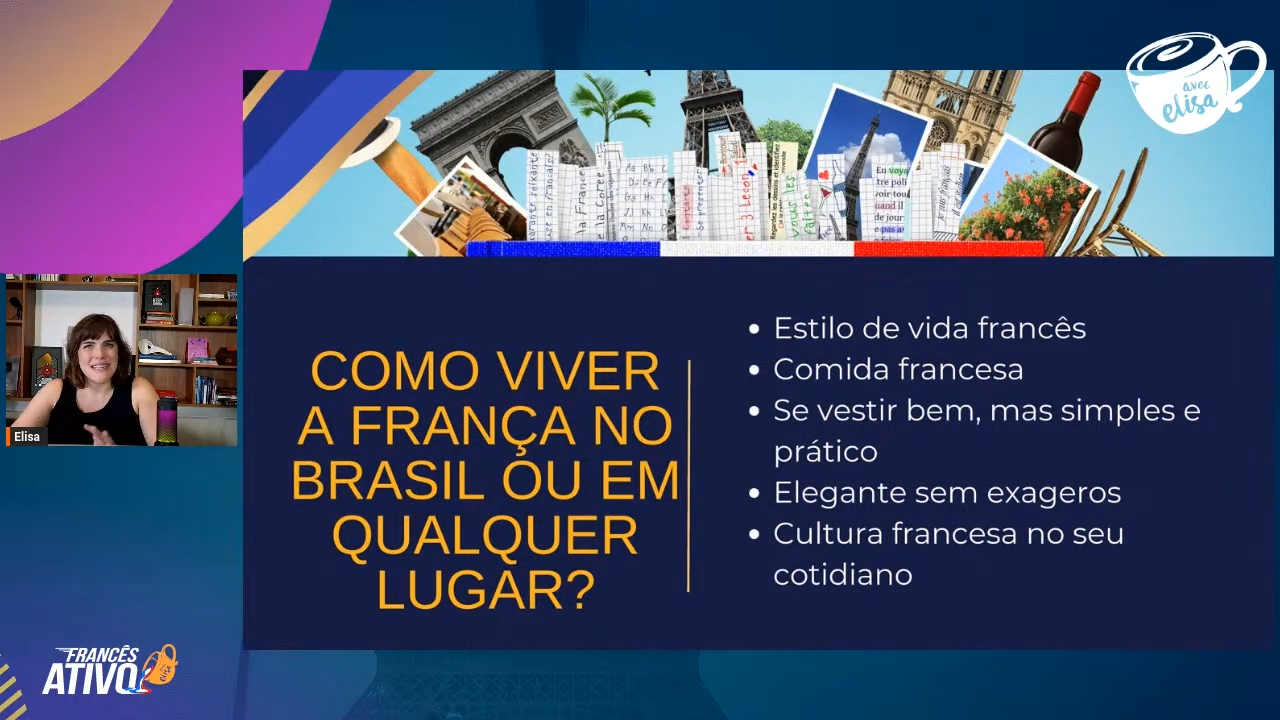 avec
elisa
COMO VIVER
A FRANÇA NO
BRASIL OU EM
QUALQUER
LUGAR?
• Estilo de vida francês
• Comida francesa
• Se vestir bem, mas simples e
prático
• Elegante sem exageros
• Cultura francesa no seu
cotidiano
Elisa
FRANCÊS
ATIVO
elisa